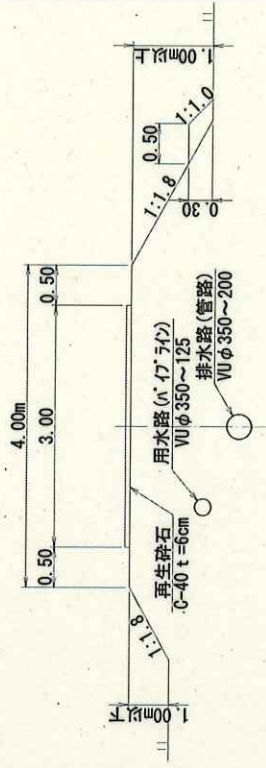 4.00m
0.50
3.00
0.50
1:1.8
1:1.8
0.50
1:1.0
0.30
1.00m以下
1.00m以上
再生砕石
C-40 t=6cm
用水路(パイプライン)
VUφ350~125
排水路(管路)
VUφ350~200